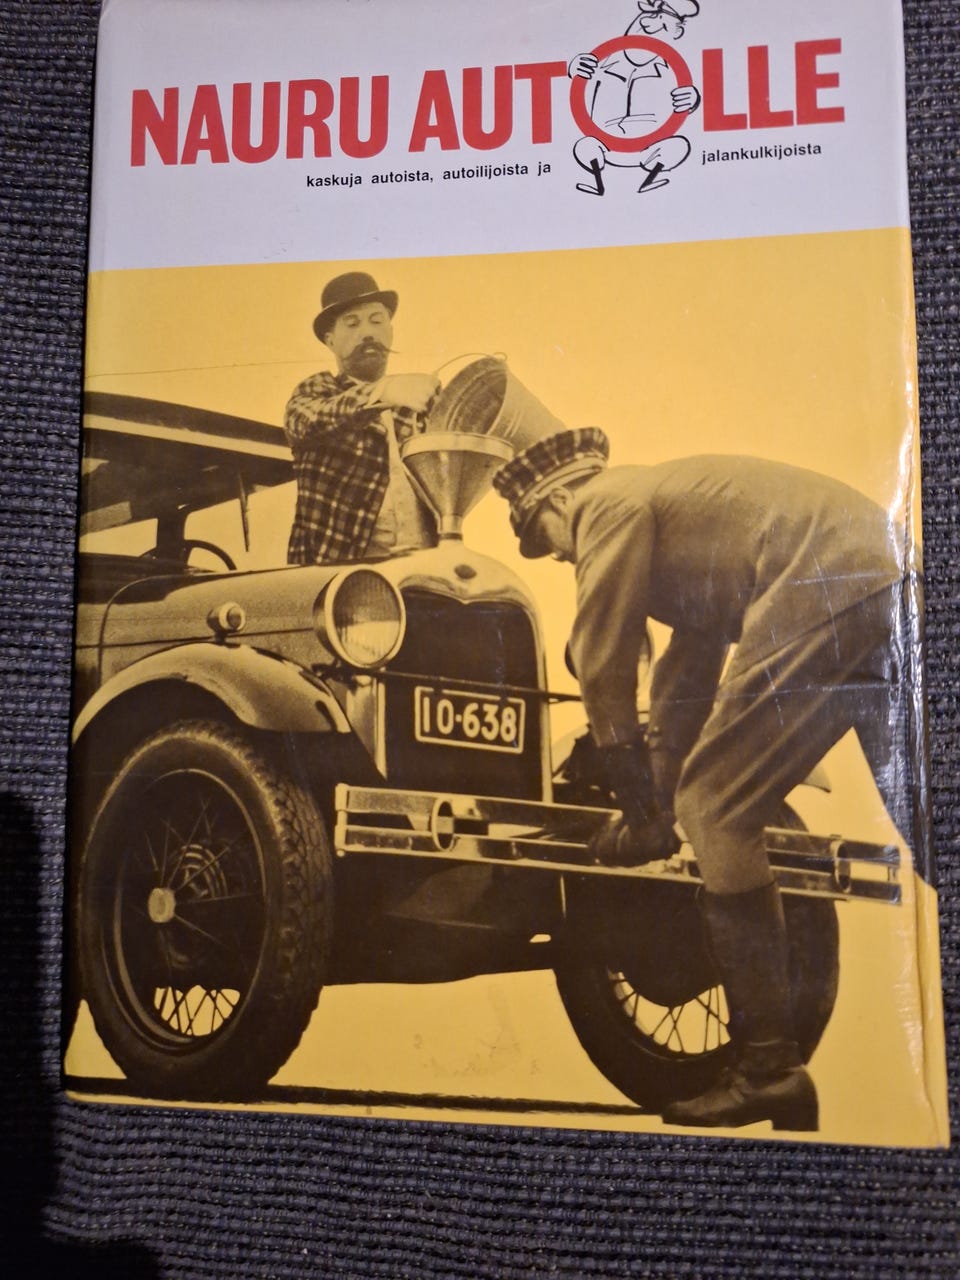 NAURU AUTOLLE
kaskuja autoista, autoilijoista ja jalankulkijoista
10-638